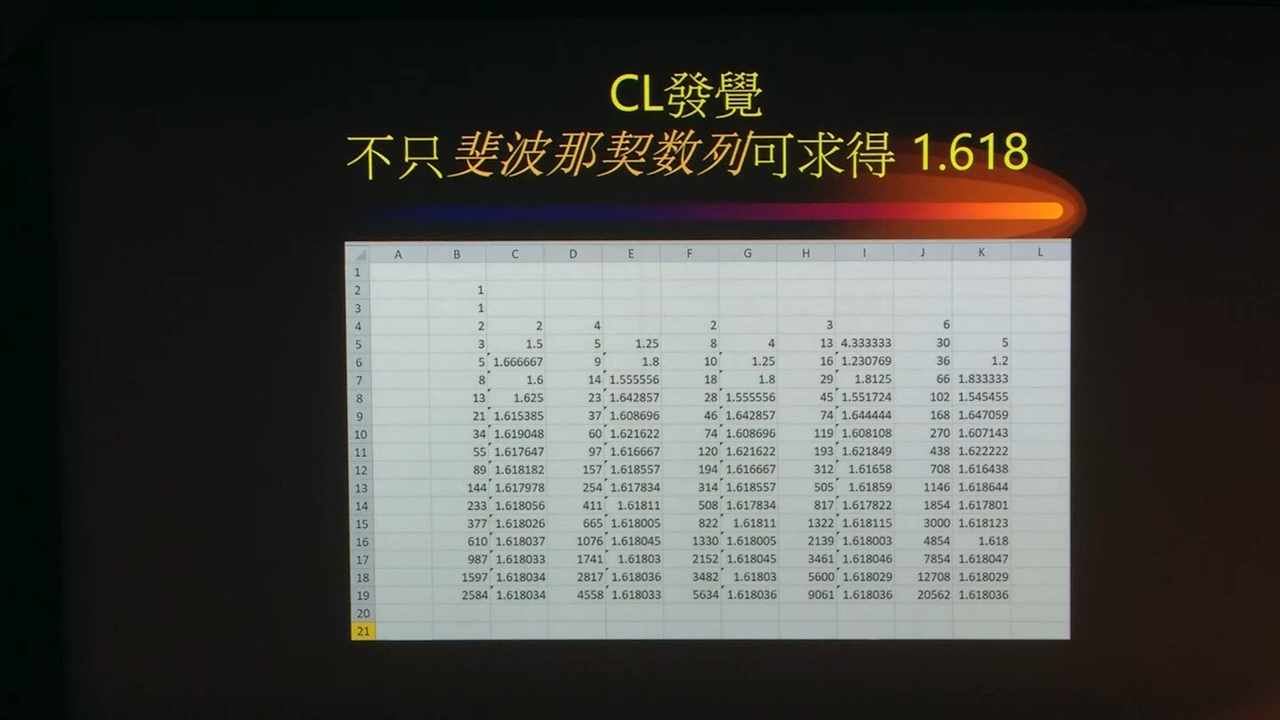 CL發覺
不只斐波那契数列可求得 1.618
A B C D E F G H I J K L
1
2 1
3 1
4 2 2 4 2 3 6
5 3 1.5 5 1.25 8 4 13 4.333333 30 5
6 5 1.666667 9 1.8 10 1.25 16 1.230769 36 1.2
7 8 1.6 14 1.555556 18 1.8 29 1.8125 66 1.833333
8 13 1.625 23 1.642857 28 1.555556 45 1.551724 102 1.545455
9 21 1.615385 37 1.608696 46 1.642857 74 1.644444 168 1.647059
10 34 1.619048 60 1.621622 74 1.608696 119 1.608108 270 1.607143
11 55 1.617647 97 1.616667 120 1.621622 193 1.621849 438 1.622222
12 89 1.618182 157 1.618557 194 1.616667 312 1.61658 708 1.616438
13 144 1.617978 254 1.617834 314 1.618557 505 1.61859 1146 1.618644
14 233 1.618056 411 1.61811 508 1.617834 817 1.617822 1854 1.617801
15 377 1.618026 665 1.618005 822 1.61811 1322 1.618115 3000 1.618123
16 610 1.618037 1076 1.618045 1330 1.618005 2139 1.618003 4854 1.618
17 987 1.618033 1741 1.61803 2152 1.618045 3461 1.618046 7854 1.618047
18 1597 1.618034 2817 1.618036 3482 1.61803 5600 1.618029 12708 1.618029
19 2584 1.618034 4558 1.618033 5634 1.618036 9061 1.618036 20562 1.618036
20
21